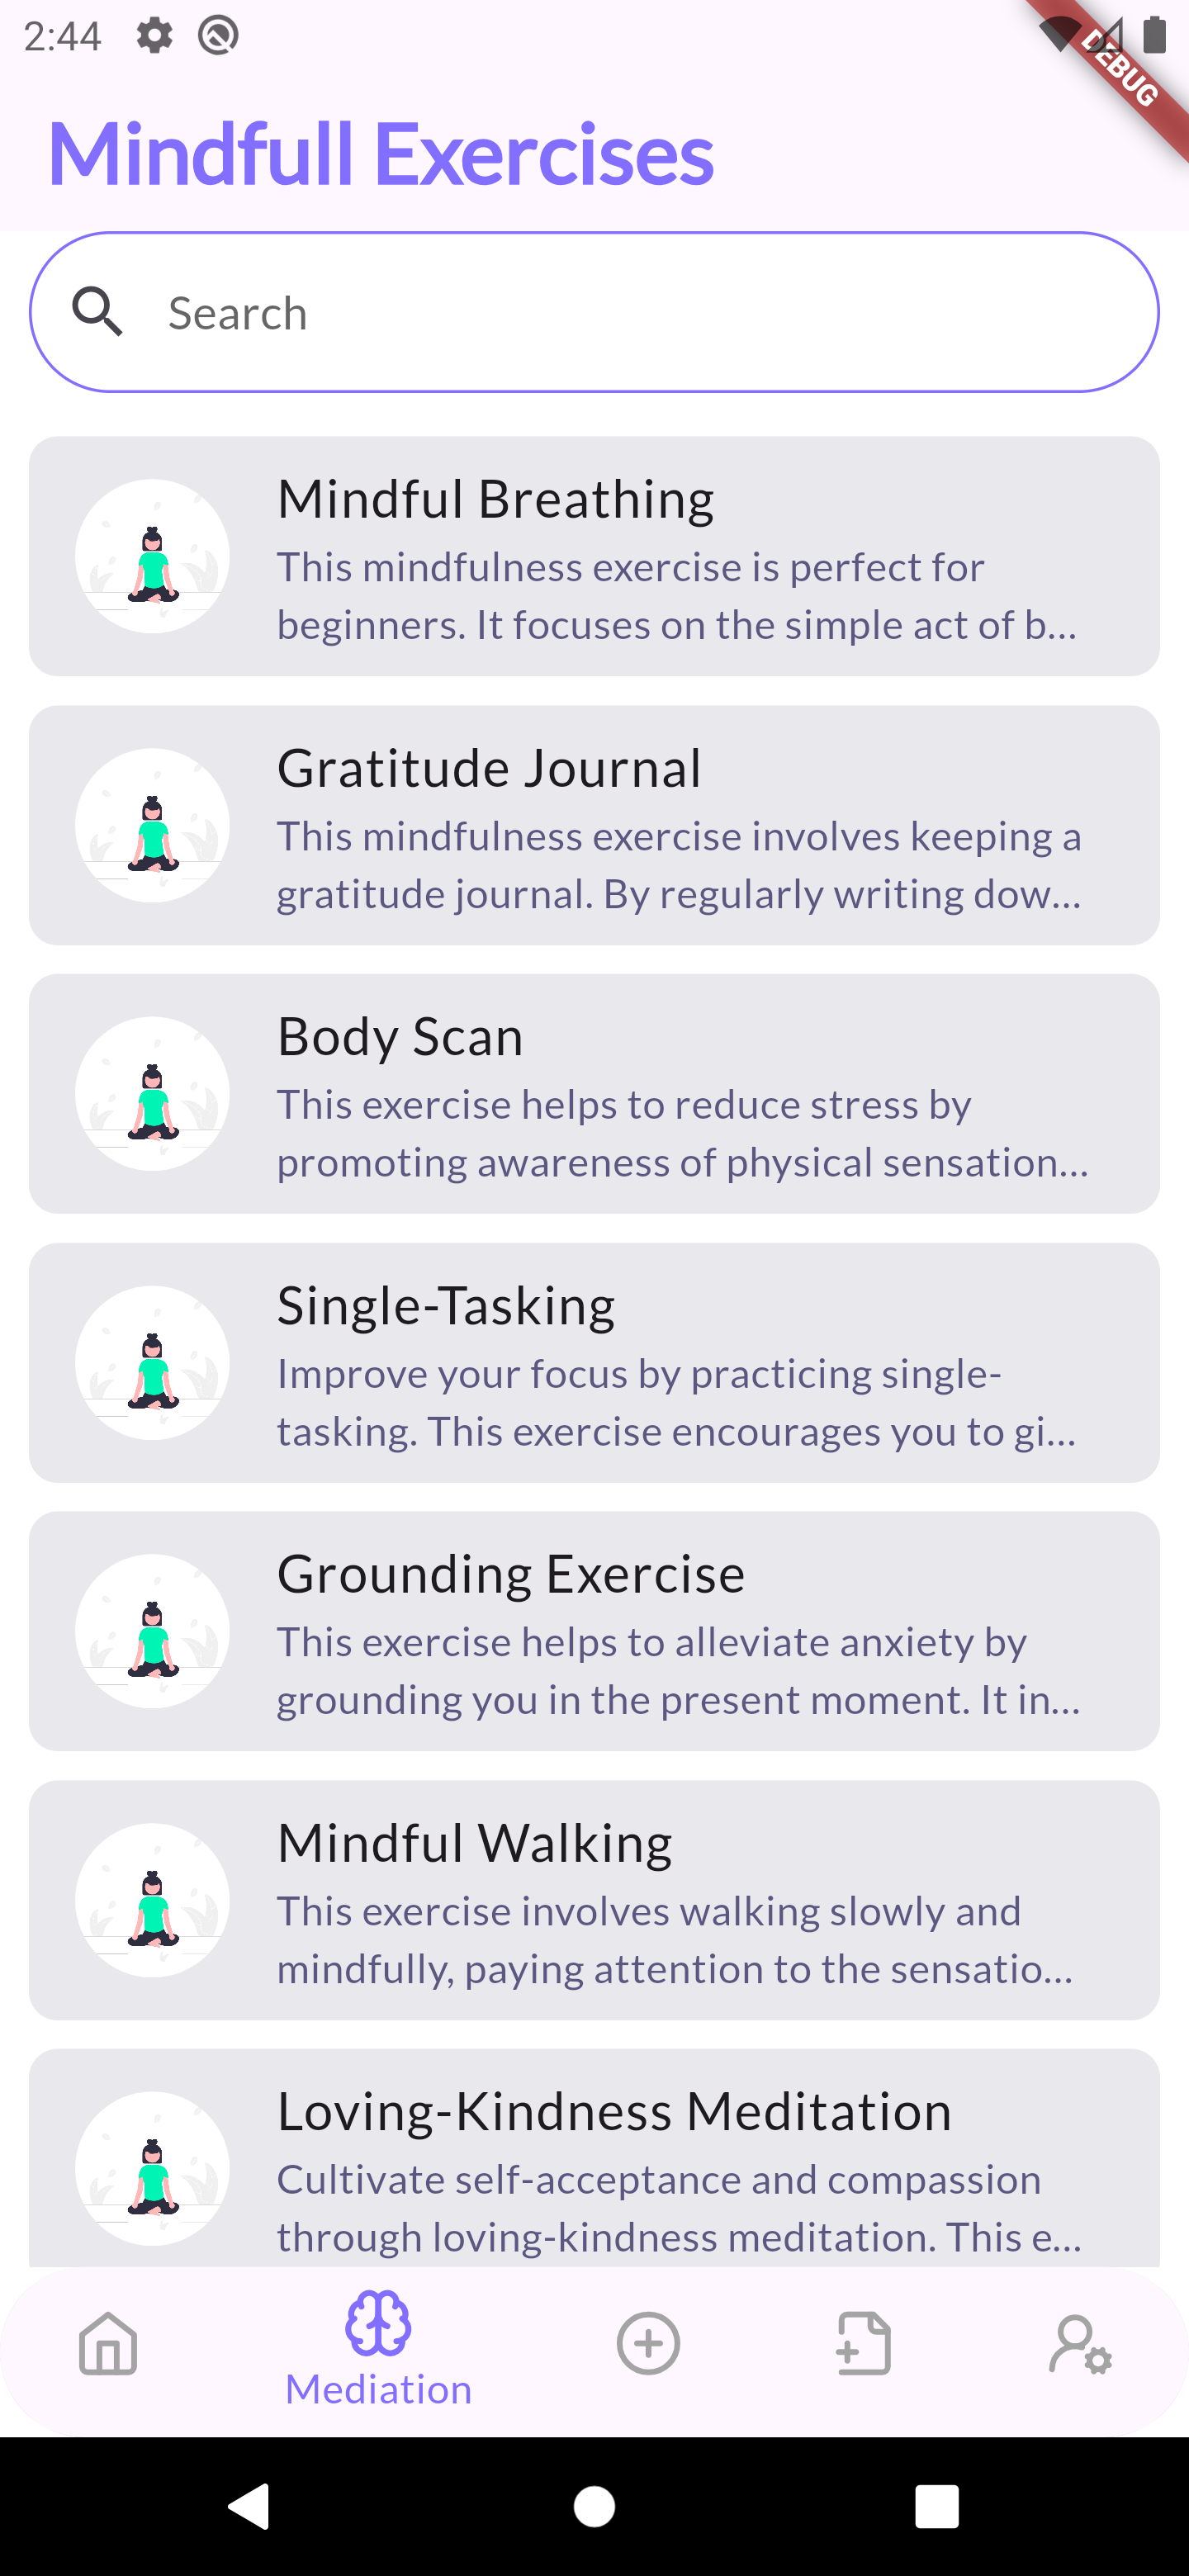 2:44
DEBUG
Mindfull Exercises
Search
Mindful Breathing
This mindfulness exercise is perfect for
beginners. It focuses on the simple act of b...
Gratitude Journal
This mindfulness exercise involves keeping a
gratitude journal. By regularly writing dow...
Body Scan
This exercise helps to reduce stress by
promoting awareness of physical sensation...
Single-Tasking
Improve your focus by practicing single-
tasking. This exercise encourages you to gi...
Grounding Exercise
This exercise helps to alleviate anxiety by
grounding you in the present moment. It in...
Mindful Walking
This exercise involves walking slowly and
mindfully, paying attention to the sensatio...
Loving-Kindness Meditation
Cultivate self-acceptance and compassion
through loving-kindness meditation. This e...
Mediation